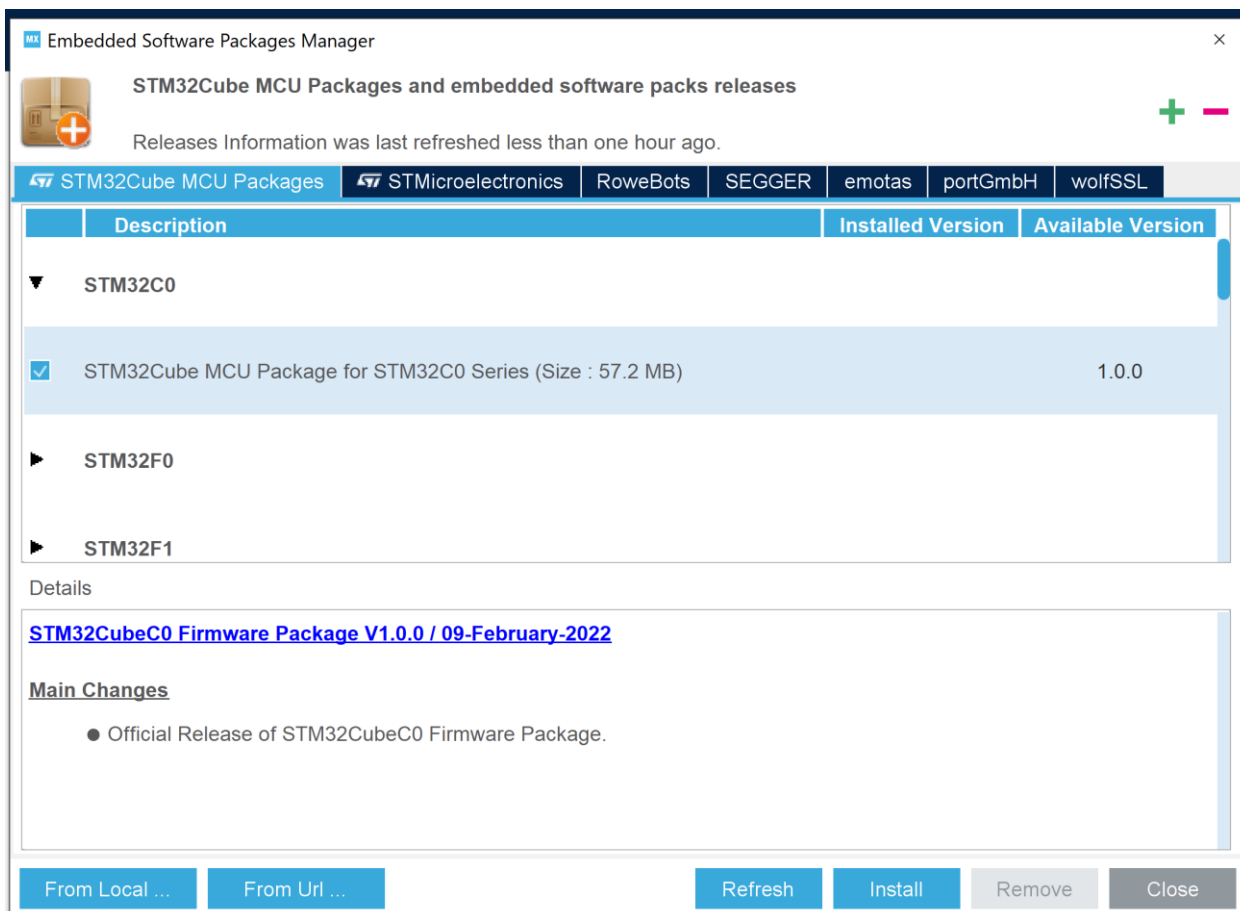 MX Embedded Software Packages Manager
STM32Cube MCU Packages and embedded software packs releases
Releases Information was last refreshed less than one hour ago.
STM32Cube MCU Packages STMicroelectronics RoweBots SEGGER emotas portGmbH wolfSSL
Description Installed Version Available Version
STM32C0
STM32Cube MCU Package for STM32C0 Series (Size : 57.2 MB) 1.0.0
STM32F0
STM32F1
Details
STM32CubeC0 Firmware Package V1.0.0 / 09-February-2022
Main Changes
● Official Release of STM32CubeC0 Firmware Package.
From Local ... From Url ... Refresh Install Remove Close